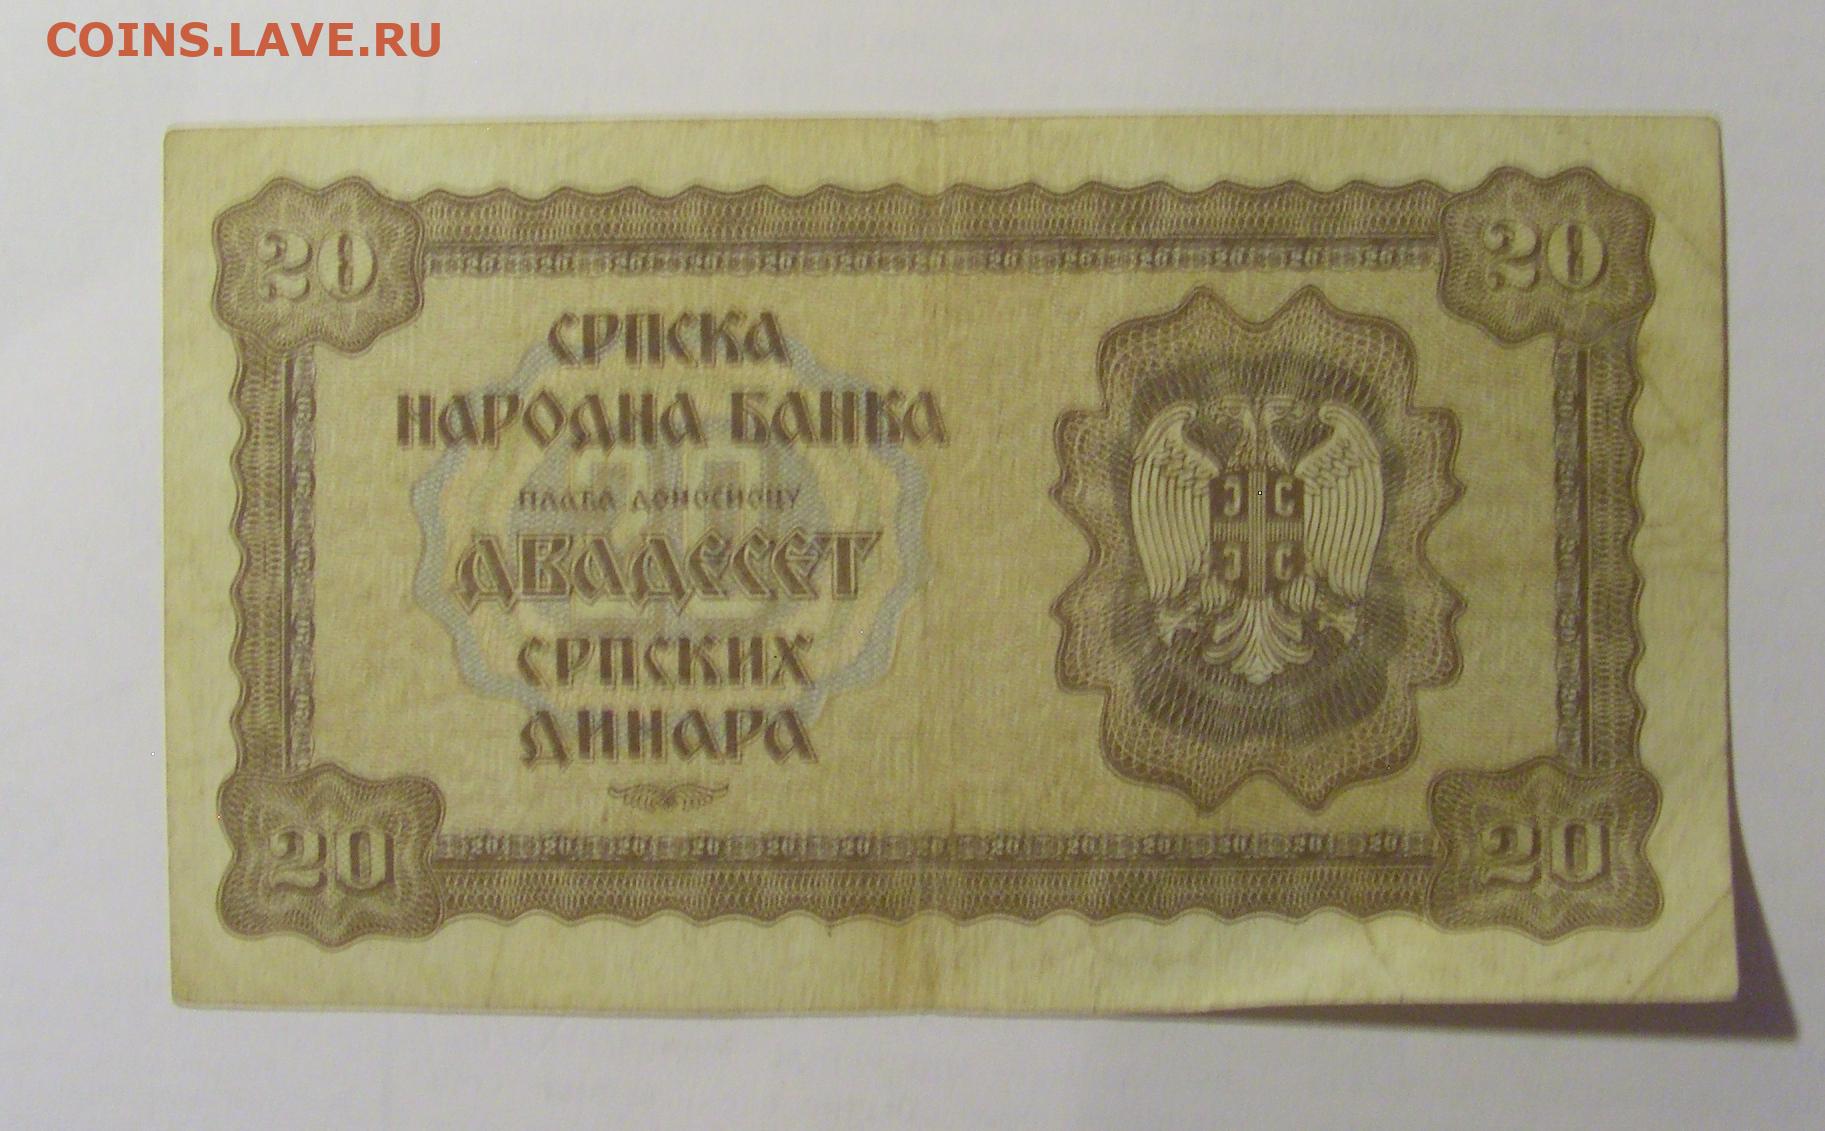 COINS.LAVE.RU
20 20
СРПСКА
НАРОДНА БАНКА
ПЛАЋА ДОНОСИОЦУ
ДВАДЕСЕТ
СРПСКИХ
ДИНАРА
С С
С С
20 20